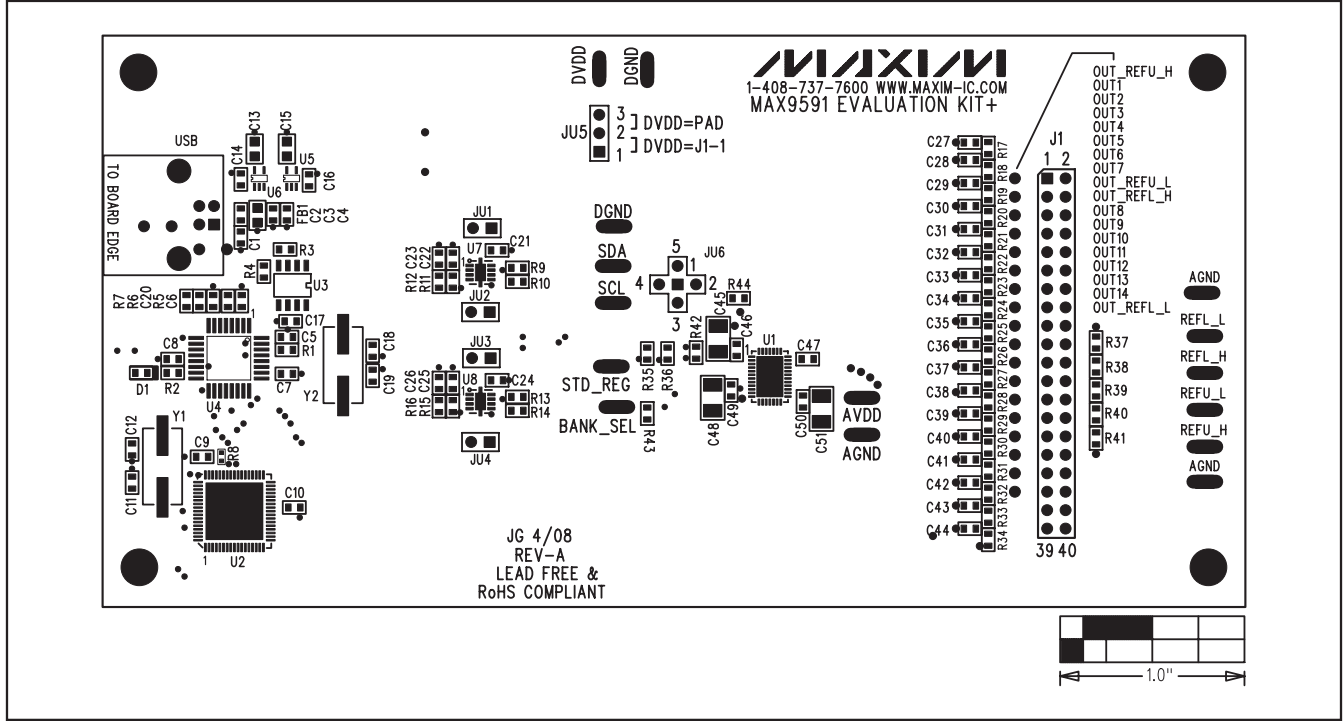 DVDD
DGND
MAXIM
1-408-737-7600 WWW.MAXIM-IC.COM
MAX9591 EVALUATION KIT+
JU5
3
2
1
DVDD=PAD
DVDD=J1-1
USB
TO BOARD EDGE
C13
C15
C14
U5
C16
U6
C1
FB1
C2
C3
C4
R3
R4
U3
R7
R6
C20
R5
C6
1
C17
C5
R1
C8
D1
R2
C7
U4
Y2
C18
C19
Y1
C12
C11
C9
R8
C10
1
U2
JU1
C23
C22
U7
C21
1
R12
R11
R9
R10
JU2
JU3
C26
C25
U8
C24
1
R16
R15
R13
R14
JU4
DGND
SDA
SCL
STD_REG
BANK_SEL
JU6
5
1
4
2
3
R44
C45
C46
R42
1
U1
C47
R35
R36
R43
C48
C49
C50
C51
AVDD
AGND
JG 4/08
REV-A
LEAD FREE &
RoHS COMPLIANT
C27
C28
C29
C30
C31
C32
C33
C34
C35
C36
C37
C38
C39
C40
C41
C42
C43
C44
R17
R18
R19
R20
R21
R22
R23
R24
R25
R26
R27
R28
R29
R30
R31
R32
R33
R34
J1
1 2
39 40
OUT_REFU_H
OUT1
OUT2
OUT3
OUT4
OUT5
OUT6
OUT7
OUT_REFU_L
OUT_REFL_H
OUT8
OUT9
OUT10
OUT11
OUT12
OUT13
OUT14
OUT_REFL_L
R37
R38
R39
R40
R41
AGND
REFL_L
REFL_H
REFU_L
REFU_H
AGND
1.0"